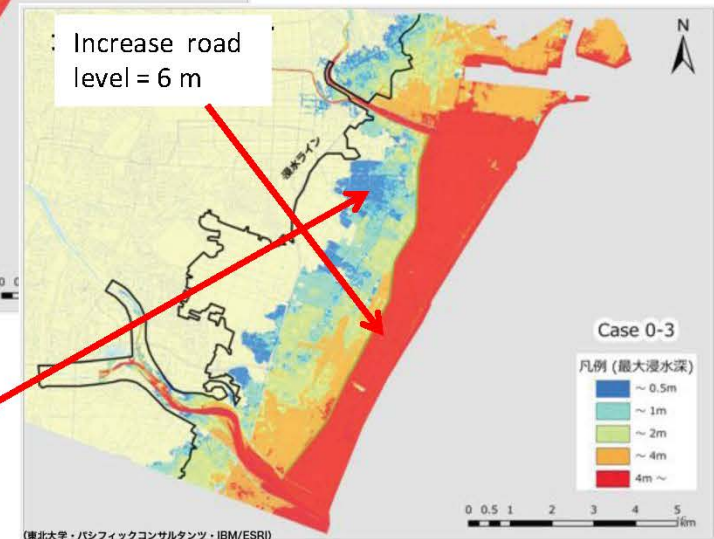 Increase road
level = 6 m
N
浸水ライン
Case 0-3
凡例 (最大浸水深)
～ 0.5m
～ 1m
～ 2m
～ 4m
4m ～
0 0.5 1 2 3 4 5
km
0
(東北大学・パシフィックコンサルタンツ・IBM/ESRI)